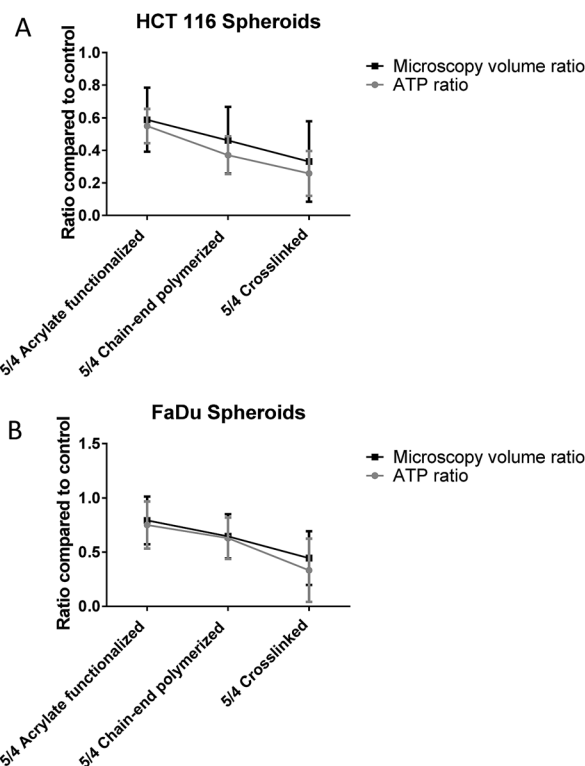 A
HCT 116 Spheroids
Ratio compared to control
1.0
0.8
0.6
0.4
0.2
0.0
5/4 Acrylate functionalized
5/4 Chain-end polymerized
5/4 Crosslinked
Microscopy volume ratio
ATP ratio
B
FaDu Spheroids
Ratio compared to control
1.5
1.0
0.5
0.0
5/4 Acrylate functionalized
5/4 Chain-end polymerized
5/4 Crosslinked
Microscopy volume ratio
ATP ratio